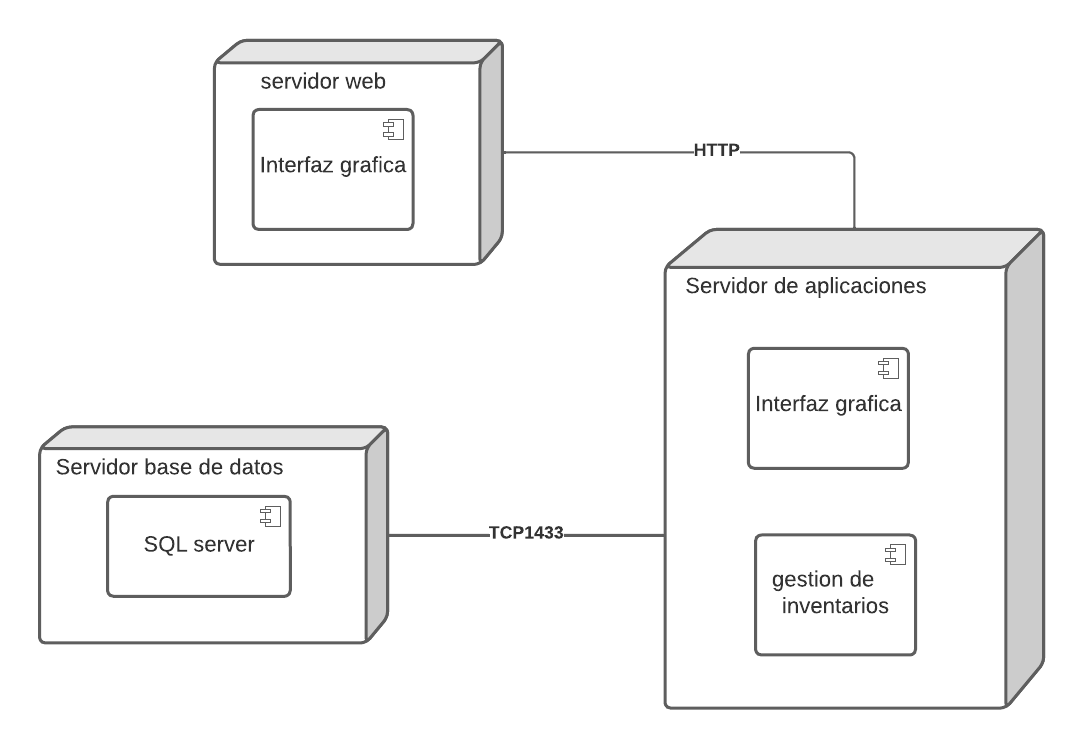 servidor web
Interfaz grafica
HTTP
Servidor de aplicaciones
Interfaz grafica
Servidor base de datos
SQL server
TCP1433
gestion de
inventarios